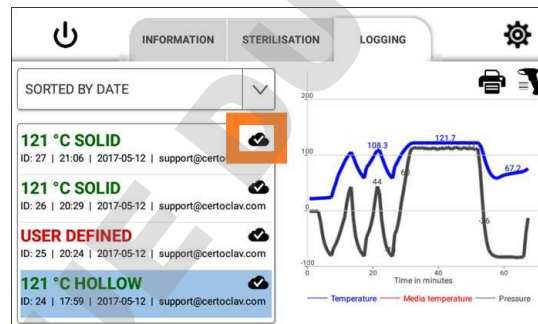 INFORMATION
STERILISATION
LOGGING
SORTED BY DATE
121 °C SOLID
ID: 27 | 21:06 | 2017-05-12 | support@certo
121 °C SOLID
ID: 26 | 20:29 | 2017-05-12 | support@certoclav.com
USER DEFINED
ID: 25 | 20:24 | 2017-05-12 | support@certoclav.com
121 °C HOLLOW
ID: 24 | 17:59 | 2017-05-12 | support@certoclav.com
200
100
0
-100
108.3
121.7
67.2
44
0
20
40
60
Time in minutes
Temperature
Media temperature
Pressure